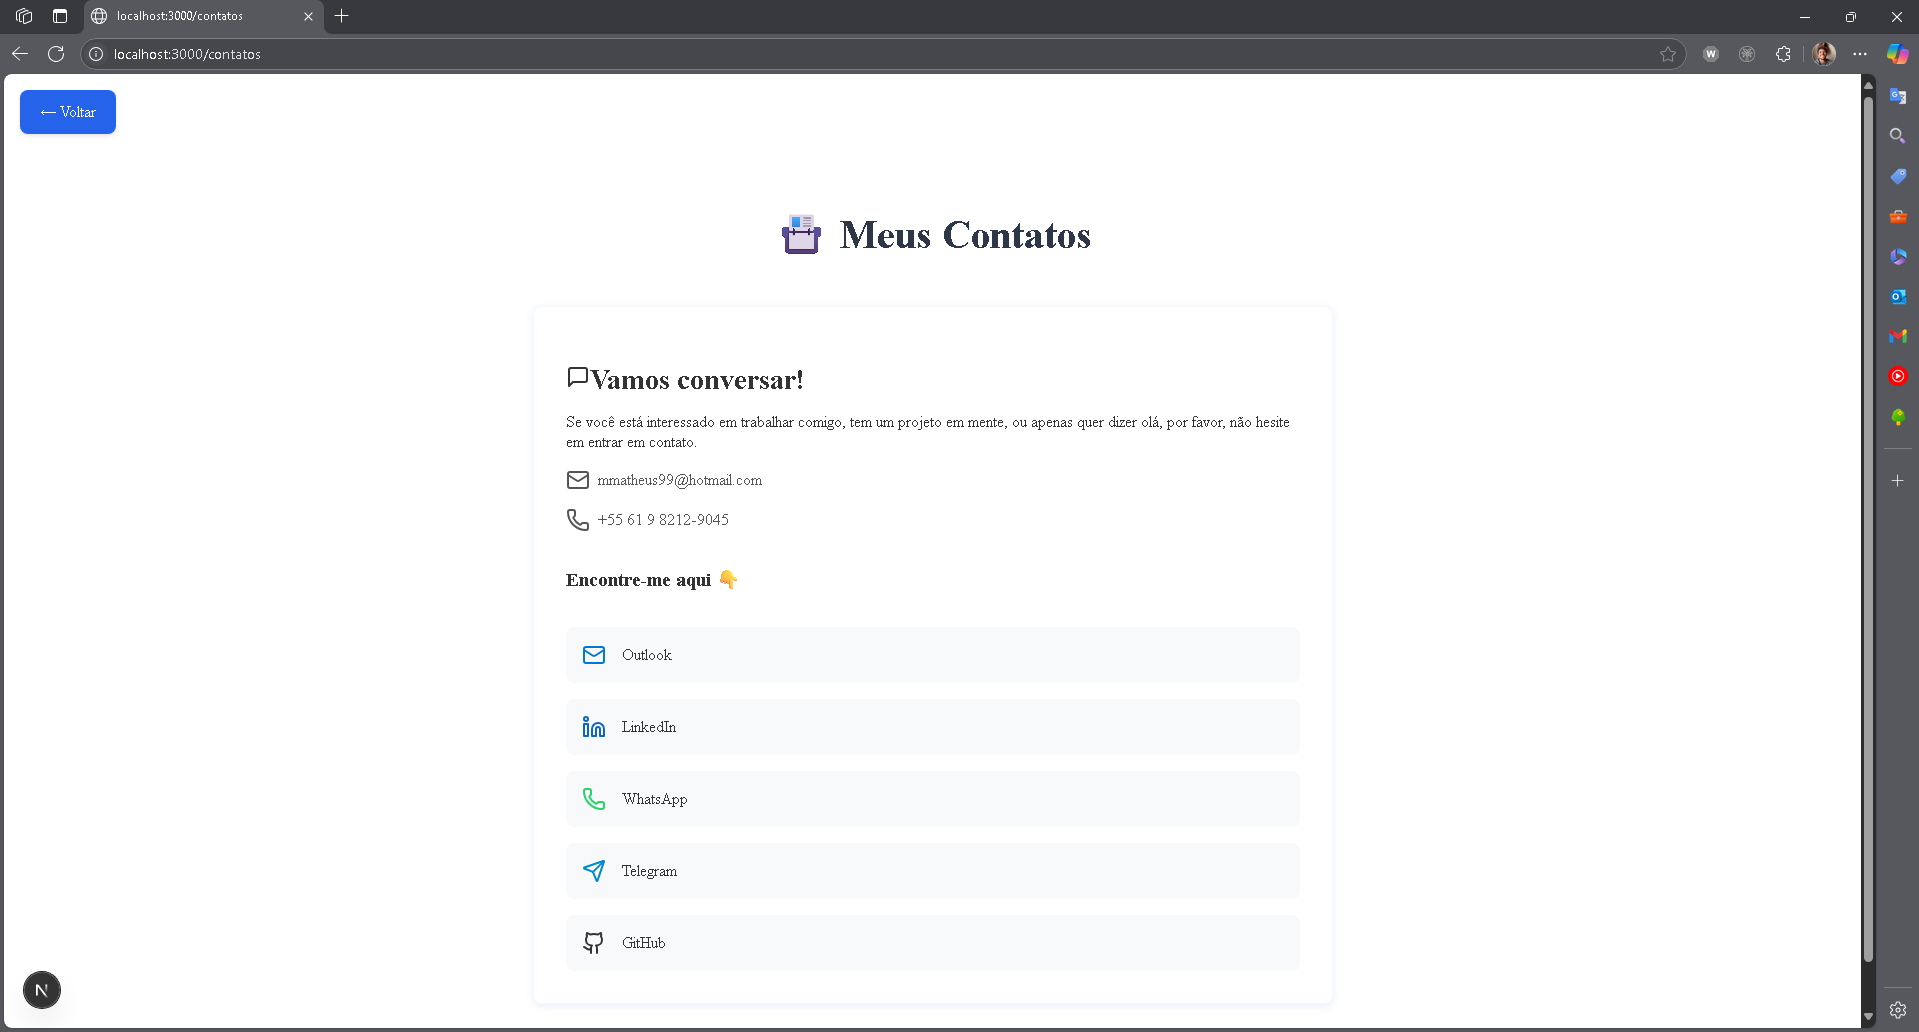 localhost:3000/contatos
localhost:3000/contatos
W
← Voltar
Meus Contatos
Vamos conversar!
Se você está interessado em trabalhar comigo, tem um projeto em mente, ou apenas quer dizer olá, por favor, não hesite
em entrar em contato.
mmatheus99@hotmail.com
+55 61 9 8212-9045
Encontre-me aqui 👇
Outlook
LinkedIn
WhatsApp
Telegram
GitHub
N